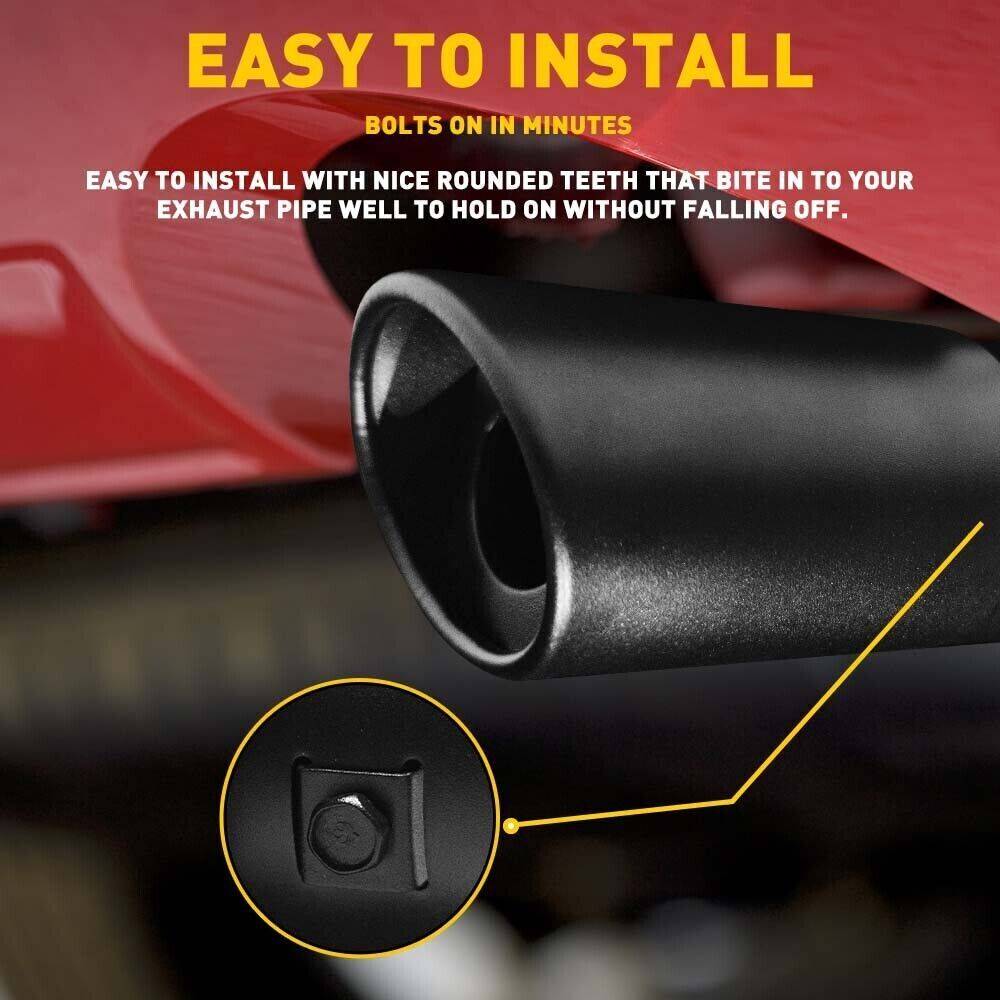 EASY TO INSTALL
BOLTS ON IN MINUTES
EASY TO INSTALL WITH NICE ROUNDED TEETH THAT BITE IN TO YOUR
EXHAUST PIPE WELL TO HOLD ON WITHOUT FALLING OFF.